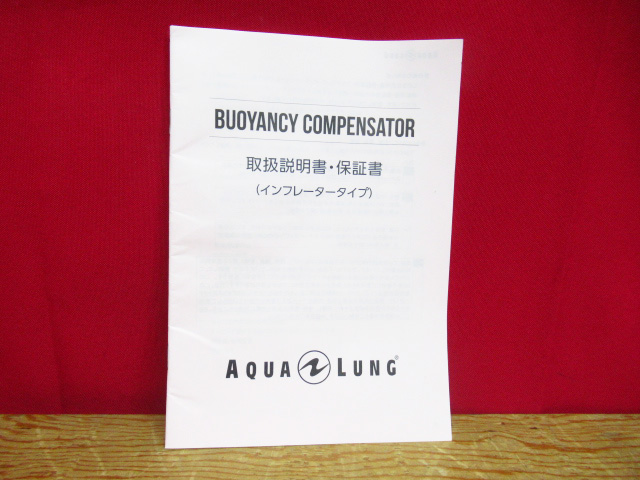 BUOYANCY COMPENSATOR
取扱説明書・保証書
（インフレータータイプ）
AQUA LUNG®